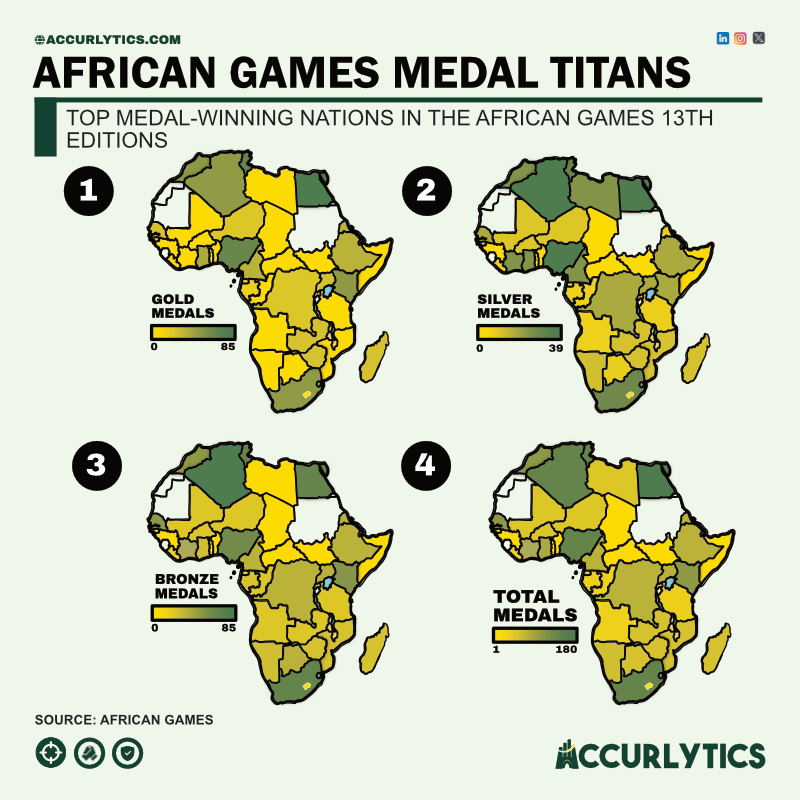 ACCURLYTICS.COM
AFRICAN GAMES MEDAL TITANS
TOP MEDAL-WINNING NATIONS IN THE AFRICAN GAMES 13TH
EDITIONS
1
2
GOLD
MEDALS
0 85
SILVER
MEDALS
0 39
3
4
BRONZE
MEDALS
0 85
TOTAL
MEDALS
1 180
SOURCE: AFRICAN GAMES
ACCURLYTICS